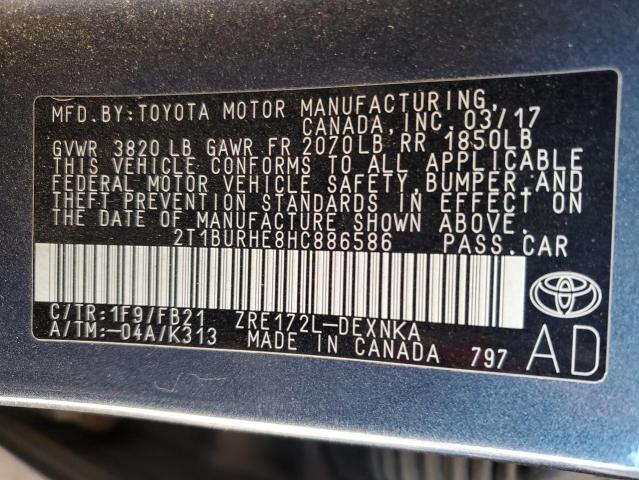 MFD.BY:TOYOTA MOTOR MANUFACTURING,
CANADA,INC. 03/17
GVWR 3820LB GAWR FR 2070LB RR 1850LB
THIS VEHICLE CONFORMS TO ALL APPLICABLE
FEDERAL MOTOR VEHICLE SAFETY,BUMPER,AND
THEFT PREVENTION STANDARDS IN EFFECT ON
THE DATE OF MANUFACTURE SHOWN ABOVE.
2T1BURHE8HC886586 PASS.CAR
C/TR:1F9/FB21 ZRE172L-DEXNKA
A/TM:-04A/K313 MADE IN CANADA 797
AD